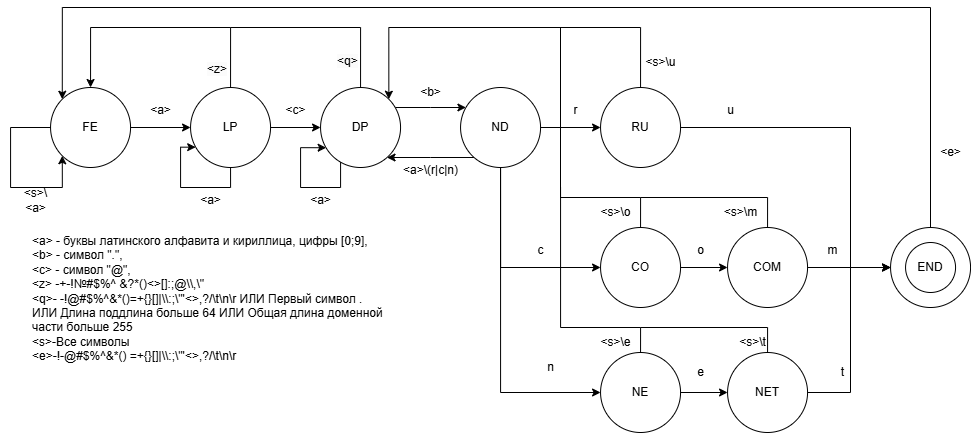 <z>
<q>
<s>\u
<b>
<a>
<c>
r
u
FE
LP
DP
ND
RU
<e>
<a>\(r|c|n)
<s>\
<a>
<a>
<a>
<s>\o
<s>\m
<a> - буквы латинского алфавита и кириллица, цифры [0;9],
<b> - символ ".",
<c> - символ "@",
<z> -+-!№#$%^ &?*()<>[]:;@\\,\"
<q>- -!@#$%^&*()=+{}[]|\\:;\'"<>,?/\t\n\r ИЛИ Первый символ .
ИЛИ Длина поддлина больше 64 ИЛИ Общая длина доменной
части больше 255
<s>-Все символы
<e>-!-@#$%^&*() =+{}[]|\\:;\'"<>,?/\t\n\r
c
o
m
CO
COM
END
<s>\e
<s>\t
n
e
t
NE
NET